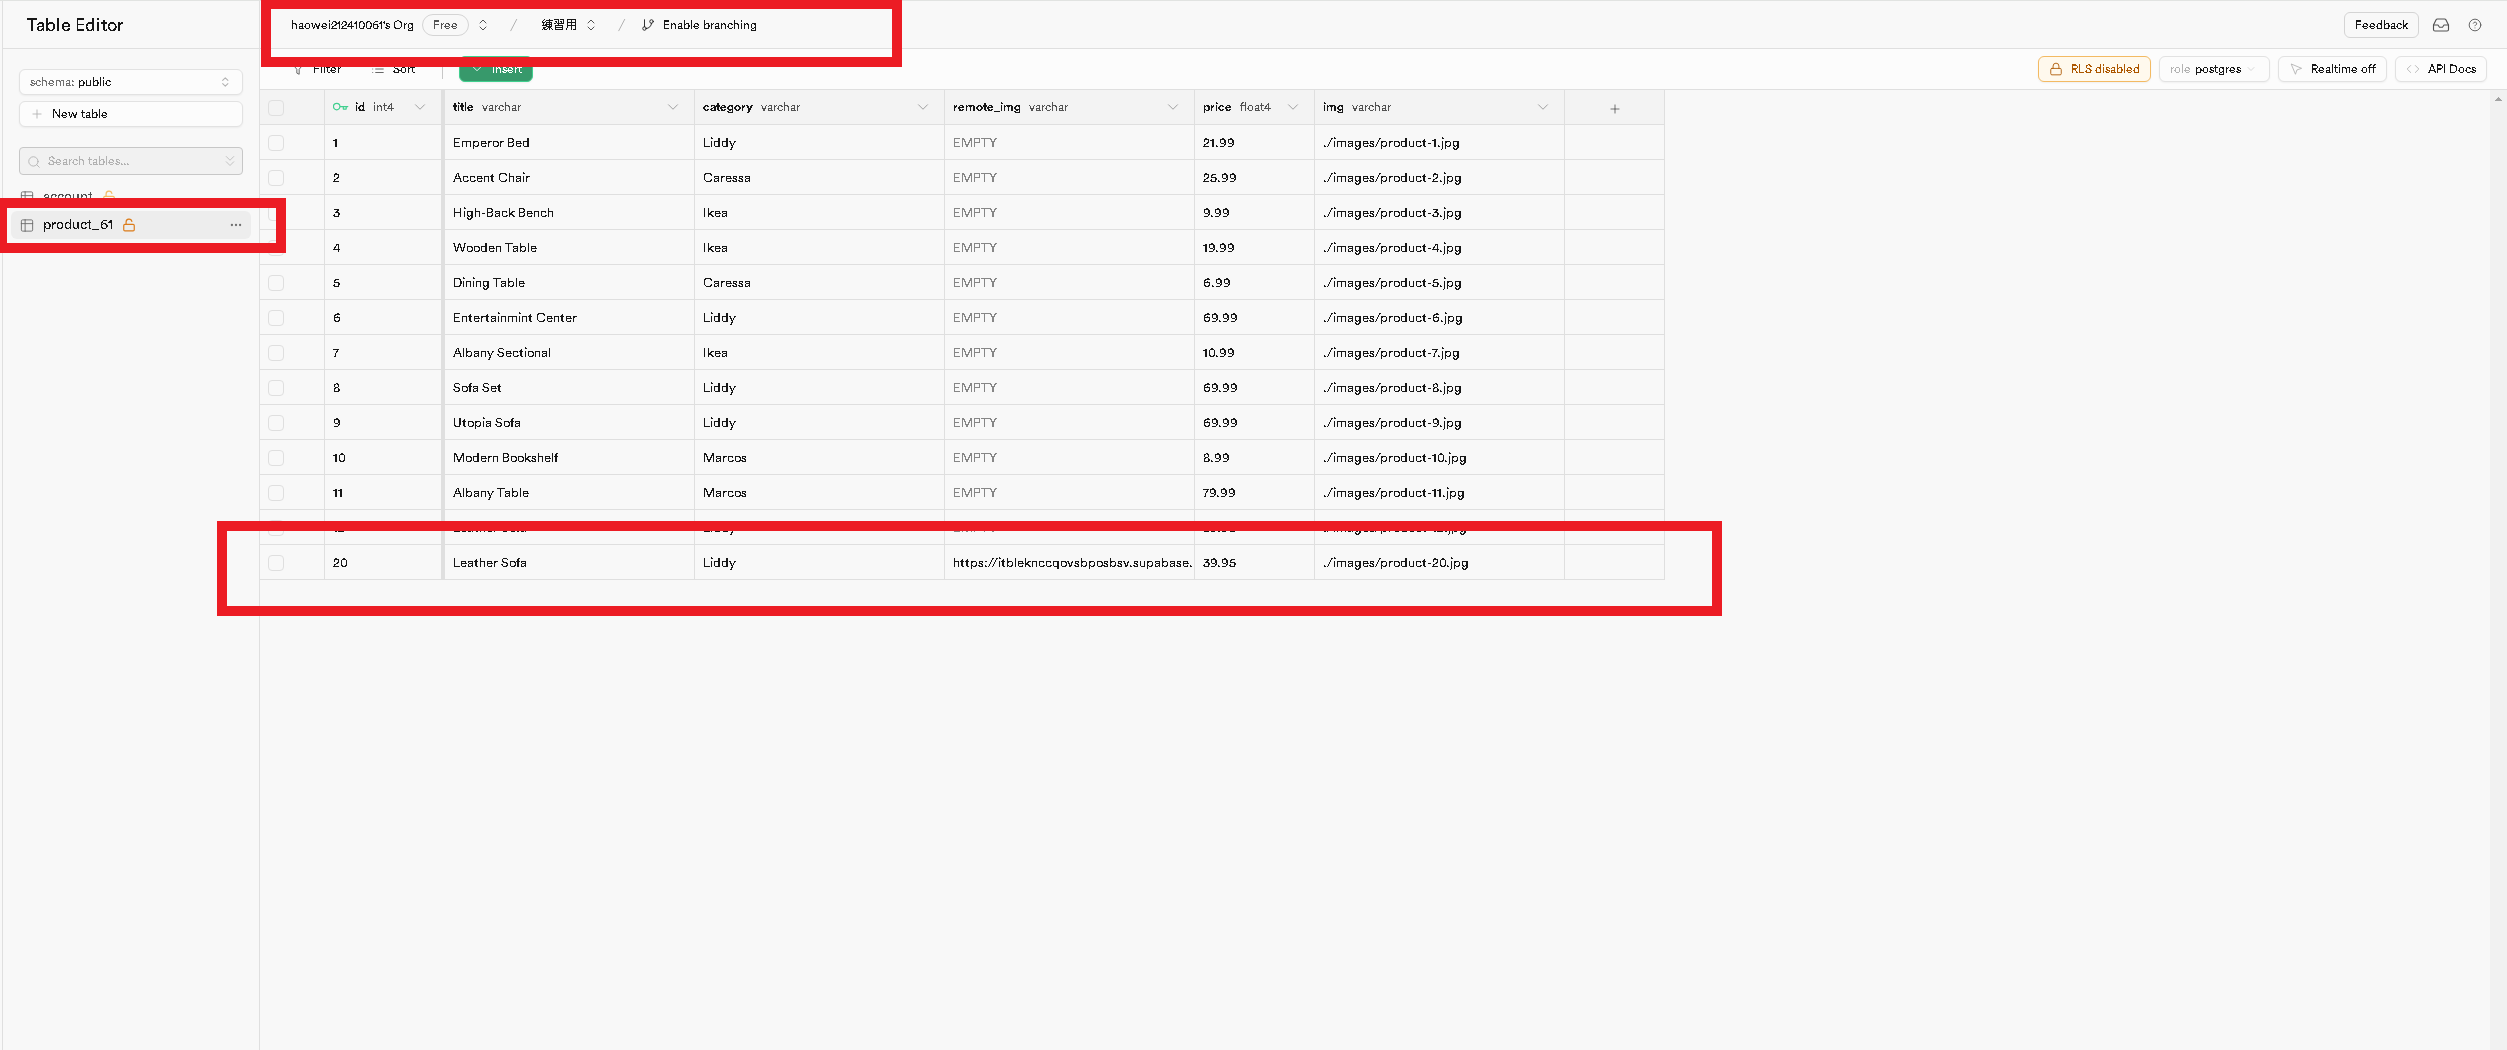 Table Editor
haowei212410061's Org Free / 練習用 / Enable branching
Feedback
schema: public
Filter Sort Insert
RLS disabled role postgres Realtime off API Docs
New table
Search tables...
account
product_61
id int4 title varchar category varchar remote_img varchar price float4 img varchar
1 Emperor Bed Liddy EMPTY 21.99 ./images/product-1.jpg
2 Accent Chair Caressa EMPTY 25.99 ./images/product-2.jpg
3 High-Back Bench Ikea EMPTY 9.99 ./images/product-3.jpg
4 Wooden Table Ikea EMPTY 19.99 ./images/product-4.jpg
5 Dining Table Caressa EMPTY 6.99 ./images/product-5.jpg
6 Entertainmint Center Liddy EMPTY 69.99 ./images/product-6.jpg
7 Albany Sectional Ikea EMPTY 10.99 ./images/product-7.jpg
8 Sofa Set Liddy EMPTY 69.99 ./images/product-8.jpg
9 Utopia Sofa Liddy EMPTY 69.99 ./images/product-9.jpg
10 Modern Bookshelf Marcos EMPTY 8.99 ./images/product-10.jpg
11 Albany Table Marcos EMPTY 79.99 ./images/product-11.jpg
20 Leather Sofa Liddy https://itbleknccqovsbposbsv.supabase. 39.95 ./images/product-20.jpg